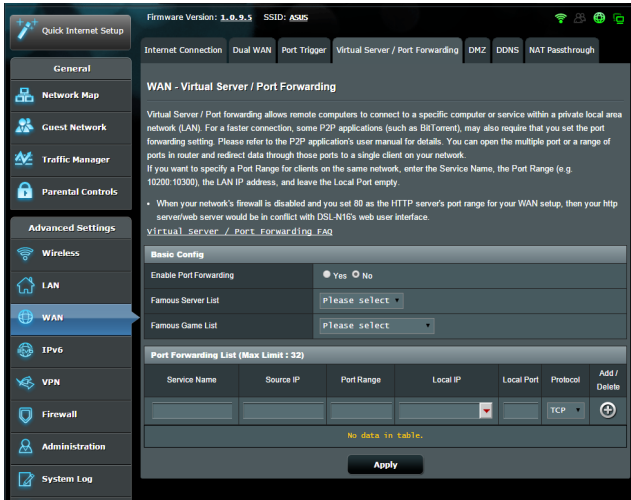 Firmware Version: 1.0.9.5 SSID: ASUS
Quick Internet Setup
General
Network Map
Guest Network
Traffic Manager
Parental Controls
Advanced Settings
Wireless
LAN
WAN
IPv6
VPN
Firewall
Administration
System Log
Internet Connection Dual WAN Port Trigger Virtual Server / Port Forwarding DMZ DDNS NAT Passthrough
WAN - Virtual Server / Port Forwarding
Virtual Server / Port forwarding allows remote computers to connect to a specific computer or service within a private local area
network (LAN). For a faster connection, some P2P applications (such as BitTorrent), may also require that you set the port
forwarding setting. Please refer to the P2P application's user manual for details. You can open the multiple port or a range of
ports in router and redirect data through those ports to a single client on your network.
If you want to specify a Port Range for clients on the same network, enter the Service Name, the Port Range (e.g.
10200:10300), the LAN IP address, and leave the Local Port empty.
• When your network's firewall is disabled and you set 80 as the HTTP server's port range for your WAN setup, then your http
server/web server would be in conflict with DSL-N16's web user interface.
Virtual Server / Port Forwarding FAQ
Basic Config
Enable Port Forwarding Yes No
Famous Server List Please select
Famous Game List Please select
Port Forwarding List (Max Limit : 32)
Service Name Source IP Port Range Local IP Local Port Protocol Add / Delete
TCP
No data in table.
Apply